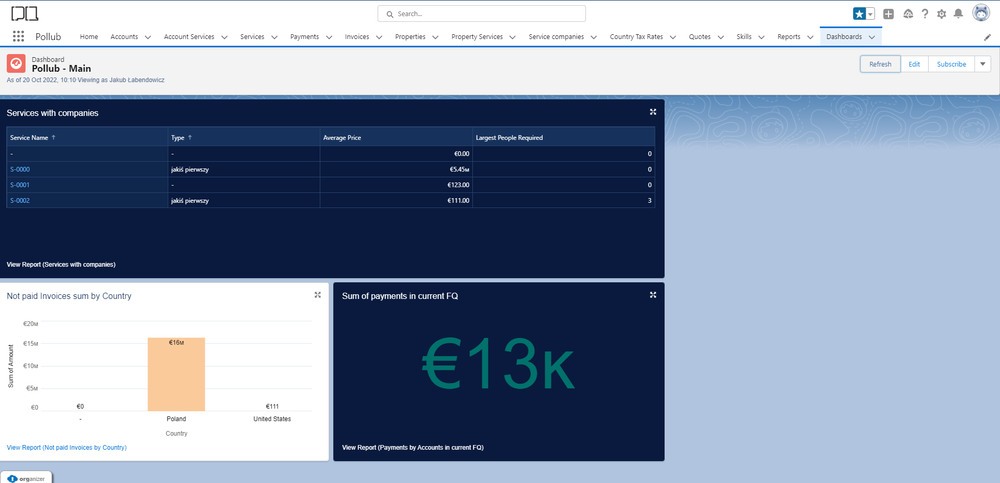 Search...
Pollub Home Accounts Account Services Services Payments Invoices Properties Property Services Service companies Country Tax Rates Quotes Skills Reports Dashboards
Dashboard
Pollub - Main
As of 20 Oct 2022, 10:10·Viewing as Jakub Łabendowicz
Refresh Edit Subscribe
Services with companies
Service Name ↑ Type ↑ Average Price Largest People Required
- - €0.00 0
S-0000 jakiś pierwszy €5.45M 0
S-0001 - €123.00 0
S-0002 jakiś pierwszy €111.00 3
View Report (Services with companies)
Not paid Invoices sum by Country
Sum of Amount
€20M
€15M
€10M
€5M
€0
€0 €16M €111
- Poland United States
Country
View Report (Not paid Invoices by Country)
Sum of payments in current FQ
€13K
View Report (Payments by Accounts in current FQ)
organizer